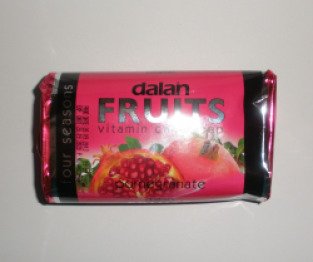 dalan
FRUITS
vitamin
pomegranate
four seasons